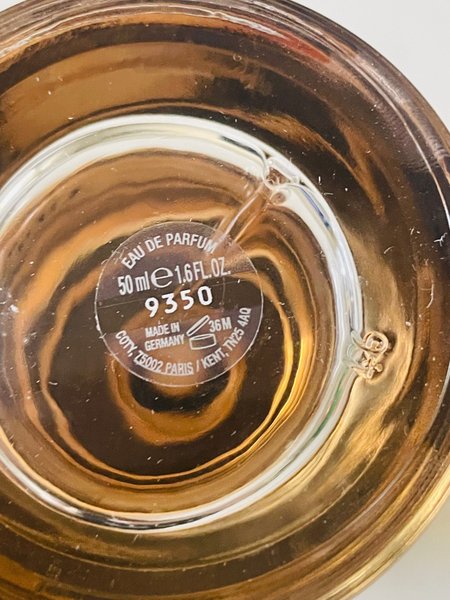 EAU DE PARFUM
50 ml e 1.6 FL.OZ.
9350
MADE IN
GERMANY
36 M
COTY, 75002 PARIS / KENT, TN25 4AQ